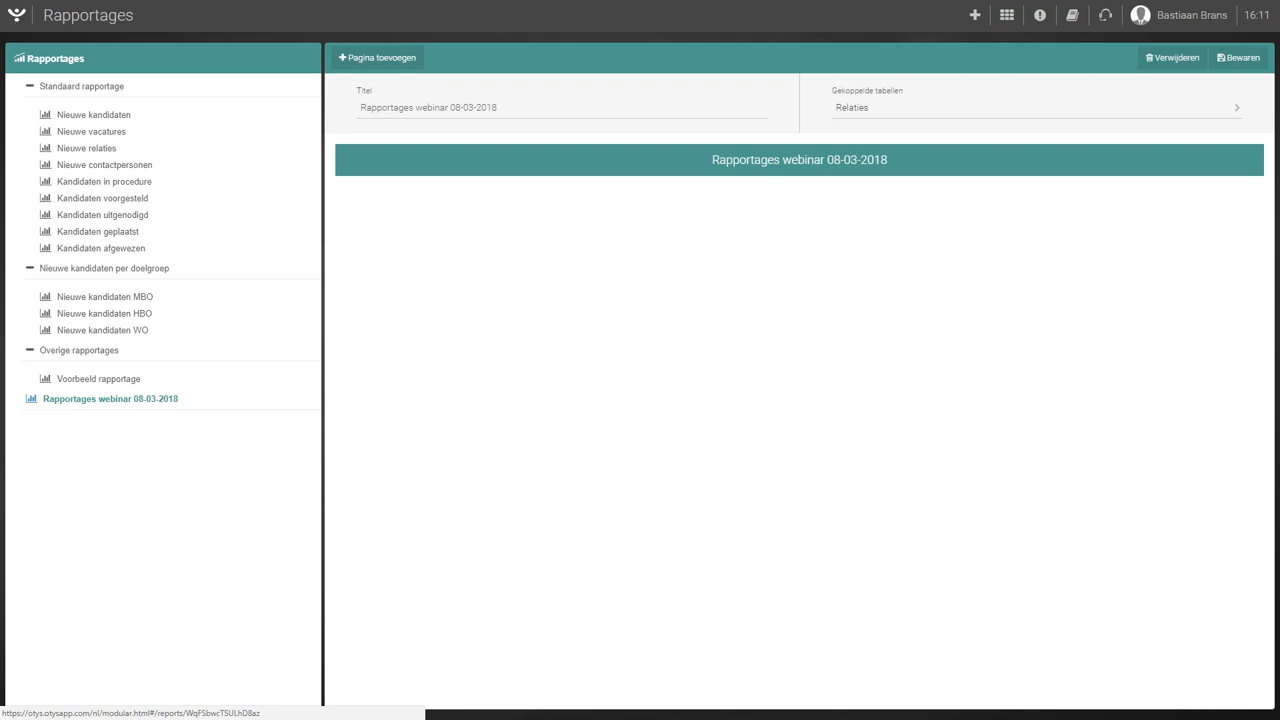 Rapportages
Bastiaan Brans
16:11
Rapportages
Standaard rapportage
Nieuwe kandidaten
Nieuwe vacatures
Nieuwe relaties
Nieuwe contactpersonen
Kandidaten in procedure
Kandidaten voorgesteld
Kandidaten uitgenodigd
Kandidaten geplaatst
Kandidaten afgewezen
Nieuwe kandidaten per doelgroep
Nieuwe kandidaten MBO
Nieuwe kandidaten HBO
Nieuwe kandidaten WO
Overige rapportages
Voorbeeld rapportage
Rapportages webinar 08-03-2018
Pagina toevoegen
Verwijderen
Bewaren
Titel
Rapportages webinar 08-03-2018
Gekoppelde tabellen
Relaties
Rapportages webinar 08-03-2018
https://otys.otysapp.com/nl/modular.html#/reports/WqFSbwcTSULhD8az